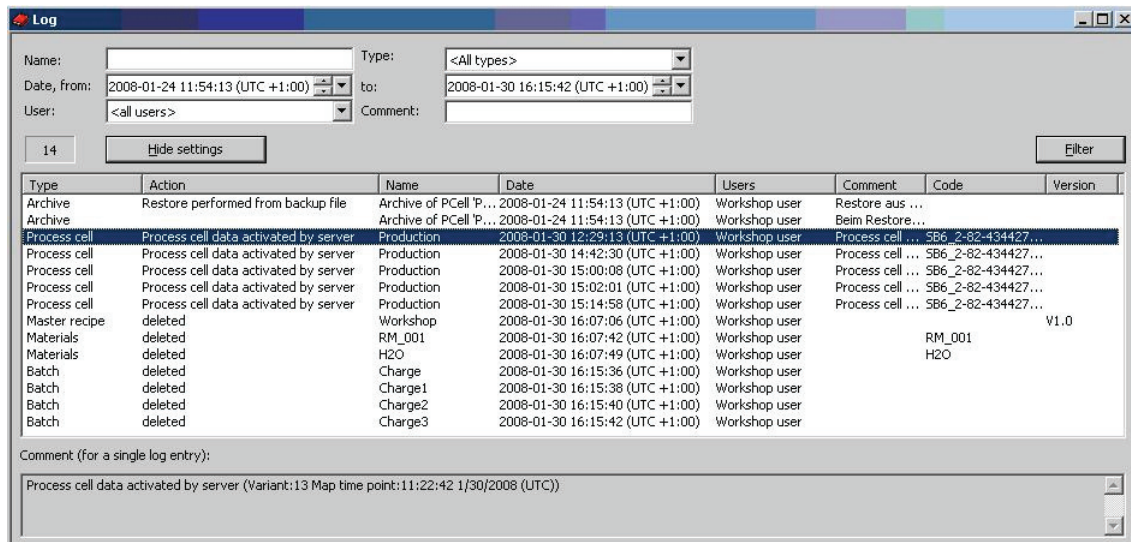 Log
Name: Type: <All types>
Date, from: 2008-01-24 11:54:13 (UTC +1:00) to: 2008-01-30 16:15:42 (UTC +1:00)
User: <all users> Comment:
14 Hide settings Filter
Type Action Name Date Users Comment Code Version
Archive Restore performed from backup file Archive of PCell 'P... 2008-01-24 11:54:13 (UTC +1:00) Workshop user Restore aus ...
Archive Archive of PCell 'P... 2008-01-24 11:54:13 (UTC +1:00) Workshop user Beim Restore...
Process cell Process cell data activated by server Production 2008-01-30 12:29:13 (UTC +1:00) Workshop user Process cell ... SB6_2-82-434427...
Process cell Process cell data activated by server Production 2008-01-30 14:42:30 (UTC +1:00) Workshop user Process cell ... SB6_2-82-434427...
Process cell Process cell data activated by server Production 2008-01-30 15:00:08 (UTC +1:00) Workshop user Process cell ... SB6_2-82-434427...
Process cell Process cell data activated by server Production 2008-01-30 15:02:01 (UTC +1:00) Workshop user Process cell ... SB6_2-82-434427...
Process cell Process cell data activated by server Production 2008-01-30 15:14:58 (UTC +1:00) Workshop user Process cell ... SB6_2-82-434427...
Master recipe deleted Workshop 2008-01-30 16:07:06 (UTC +1:00) Workshop user V1.0
Materials deleted RM_001 2008-01-30 16:07:42 (UTC +1:00) Workshop user RM_001
Materials deleted H2O 2008-01-30 16:07:49 (UTC +1:00) Workshop user H2O
Batch deleted Charge 2008-01-30 16:15:36 (UTC +1:00) Workshop user
Batch deleted Charge1 2008-01-30 16:15:38 (UTC +1:00) Workshop user
Batch deleted Charge2 2008-01-30 16:15:40 (UTC +1:00) Workshop user
Batch deleted Charge3 2008-01-30 16:15:42 (UTC +1:00) Workshop user
Comment (for a single log entry):
Process cell data activated by server (Variant:13 Map time point:11:22:42 1/30/2008 (UTC))